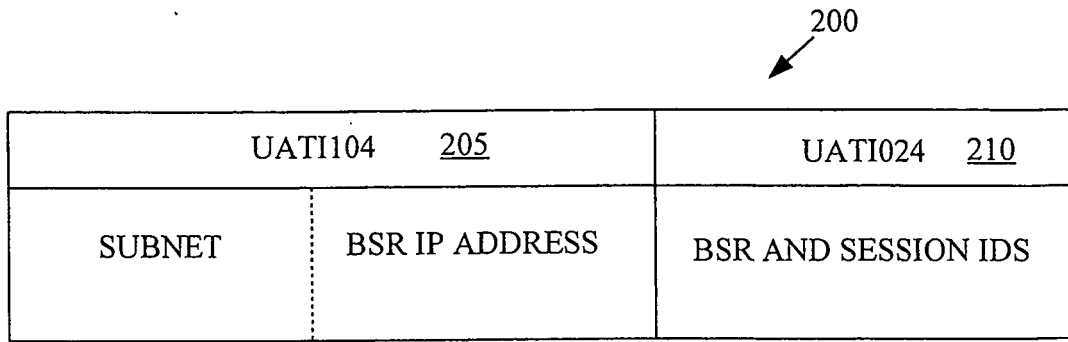 200
UATI104 205 UATI024 210
SUBNET BSR IP ADDRESS BSR AND SESSION IDS